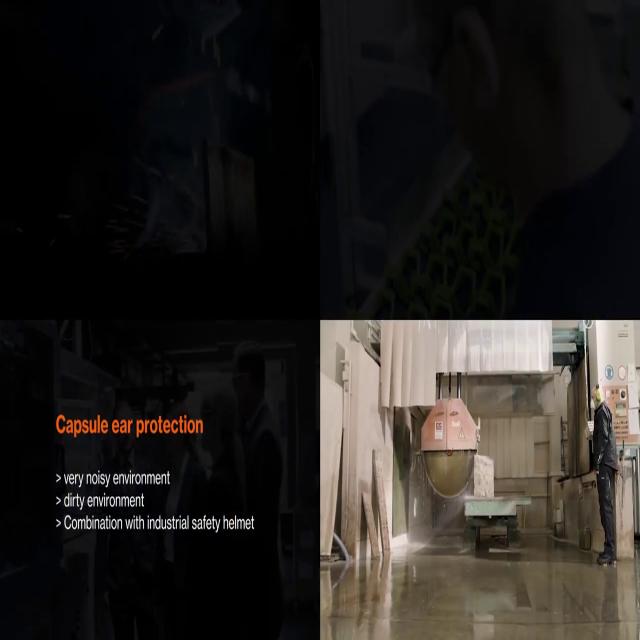 Capsule ear protection
> very noisy environment
> dirty environment
> Combination with industrial safety helmet